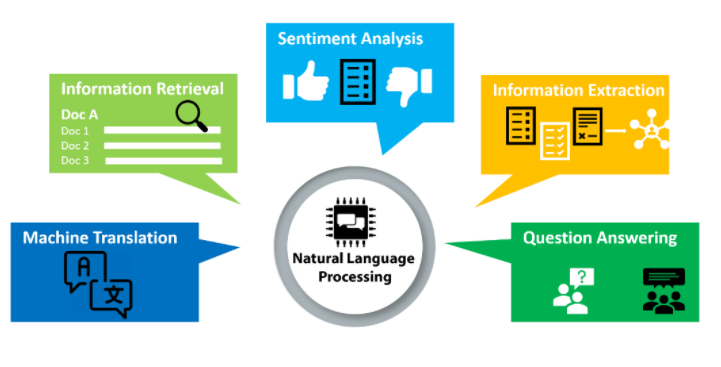 Sentiment Analysis
Information Retrieval
Doc A
Doc 1
Doc 2
Doc 3
Information Extraction
Machine Translation
A
文
Natural Language
Processing
Question Answering
?